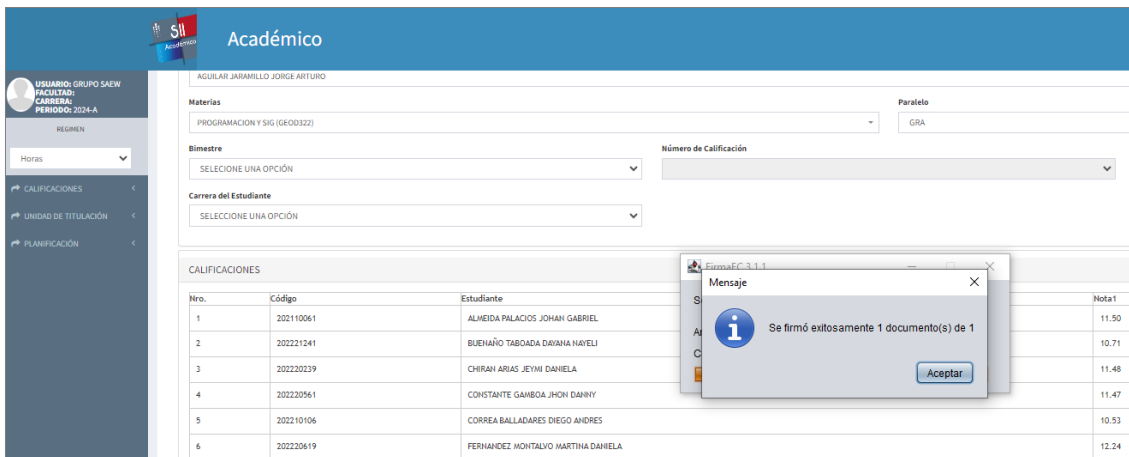 SII
Académico
Académico
USUARIO: GRUPO SAEW
FACULTAD:
CARRERA:
PERIODO: 2024-A
REGIMEN
Horas
CALIFICACIONES
UNIDAD DE TITULACIÓN
PLANIFICACIÓN
AGUILAR JARAMILLO JORGE ARTURO
Materias Paralelo
PROGRAMACION Y SIG (GEOD322) GRA
Bimestre Número de Calificación
SELECIONE UNA OPCIÓN
Carrera del Estudiante
SELECCIONE UNA OPCIÓN
CALIFICACIONES
Nro. Código Estudiante Nota1
1 202110061 ALMEIDA PALACIOS JOHAN GABRIEL 11.50
2 202221241 BUENAÑO TABOADA DAYANA NAYELI 10.71
3 202220239 CHIRAN ARIAS JEYMI DANIELA 11.48
4 202220561 CONSTANTE GAMBOA JHON DANNY 11.47
5 202210106 CORREA BALLADARES DIEGO ANDRES 10.53
6 202220619 FERNANDEZ MONTALVO MARTINA DANIELA 12.24
FirmaEC 3.1.1
Mensaje
Se firmó exitosamente 1 documento(s) de 1
Aceptar